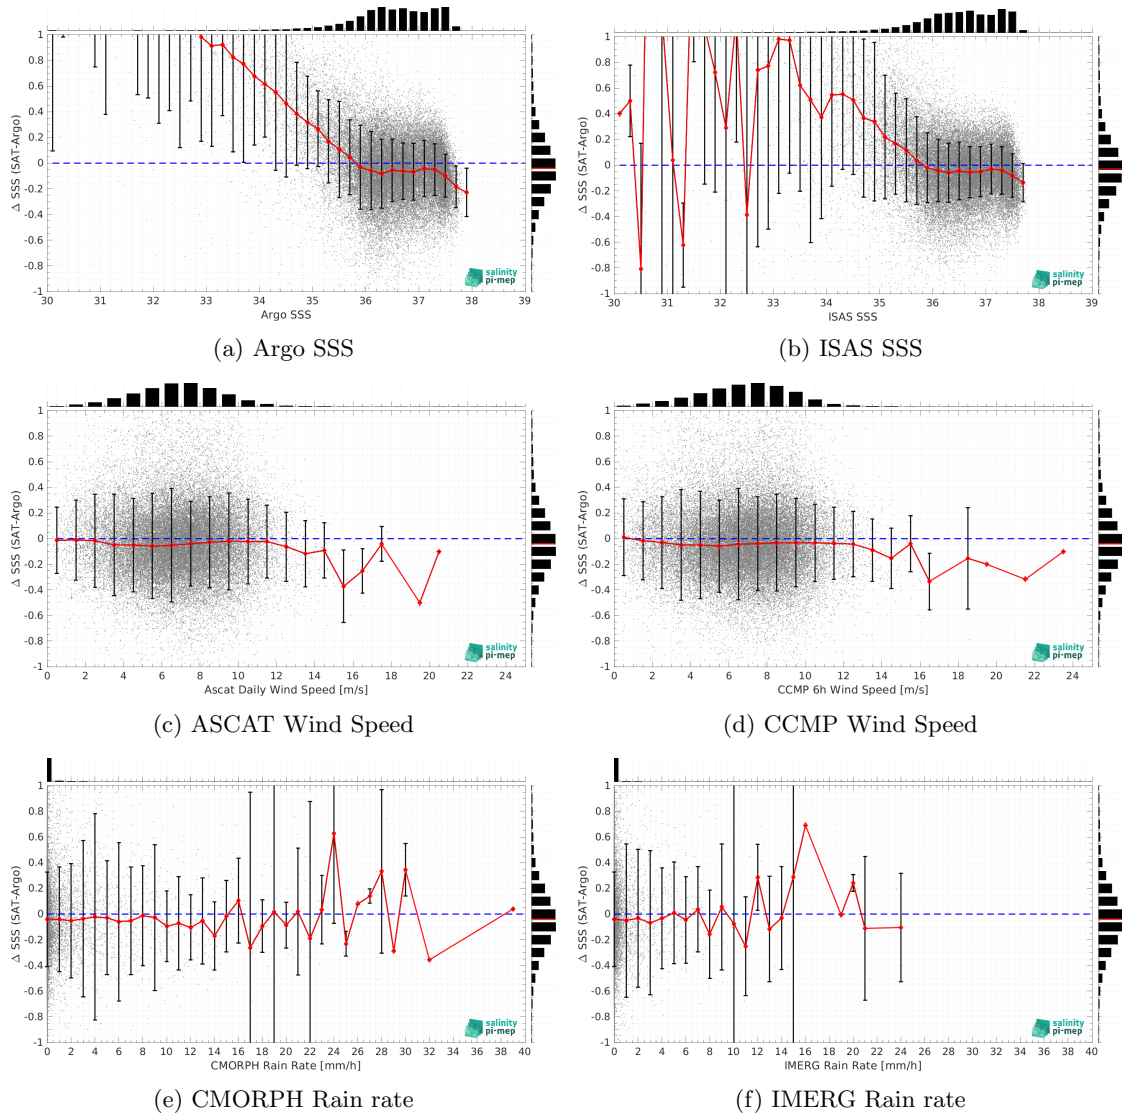 1
0.8
0.6
0.4
0.2
0
-0.2
-0.4
-0.6
-0.8
-1
Δ SSS (SAT-Argo)
30 31 32 33 34 35 36 37 38 39
Argo SSS
salinity
pi-mep
(a) Argo SSS
1
0.8
0.6
0.4
0.2
0
-0.2
-0.4
-0.6
-0.8
-1
Δ SSS (SAT-Argo)
30 31 32 33 34 35 36 37 38 39
ISAS SSS
salinity
pi-mep
(b) ISAS SSS
1
0.8
0.6
0.4
0.2
0
-0.2
-0.4
-0.6
-0.8
-1
Δ SSS (SAT-Argo)
0 2 4 6 8 10 12 14 16 18 20 22 24
Ascat Daily Wind Speed [m/s]
salinity
pi-mep
(c) ASCAT Wind Speed
1
0.8
0.6
0.4
0.2
0
-0.2
-0.4
-0.6
-0.8
-1
Δ SSS (SAT-Argo)
0 2 4 6 8 10 12 14 16 18 20 22 24
CCMP 6h Wind Speed [m/s]
salinity
pi-mep
(d) CCMP Wind Speed
1
0.8
0.6
0.4
0.2
0
-0.2
-0.4
-0.6
-0.8
-1
Δ SSS (SAT-Argo)
0 2 4 6 8 10 12 14 16 18 20 22 24 26 28 30 32 34 36 38 40
CMORPH Rain Rate [mm/h]
salinity
pi-mep
(e) CMORPH Rain rate
1
0.8
0.6
0.4
0.2
0
-0.2
-0.4
-0.6
-0.8
-1
Δ SSS (SAT-Argo)
0 2 4 6 8 10 12 14 16 18 20 22 24 26 28 30 32 34 36 38 40
IMERG Rain Rate [mm/h]
salinity
pi-mep
(f) IMERG Rain rate